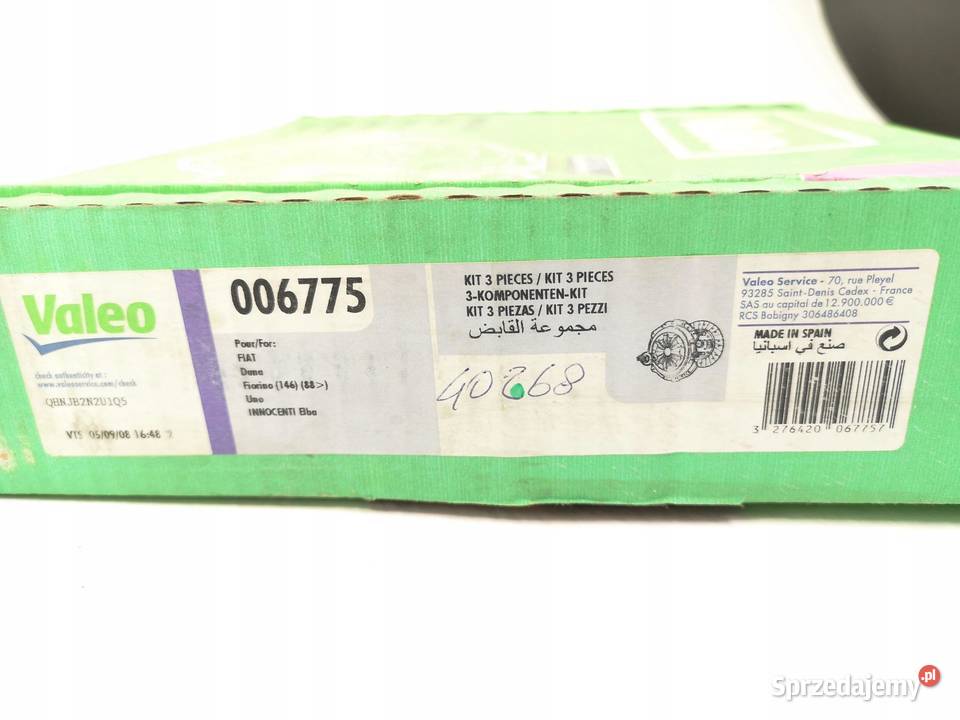 Valeo
check authenticity at :
www.valeoservice.com/check
QHNJB2N2U1Q5
VTS 05/09/08 16:48
006775
Pour/For:
FIAT
Duna
Fiorino (146) (88>)
Uno
INNOCENTI Elba
KIT 3 PIECES / KIT 3 PIECES
3-KOMPONENTEN-KIT
KIT 3 PIEZAS / KIT 3 PEZZI
مجموعة القابض
40268
Valeo Service - 70, rue Pleyel
93285 Saint-Denis Cedex - France
SAS au capital de 12.900.000 €
RCS Bobigny 306486408
MADE IN SPAIN
صنع في أسبانيا
3 276420 067757
Sprzedajemy.pl